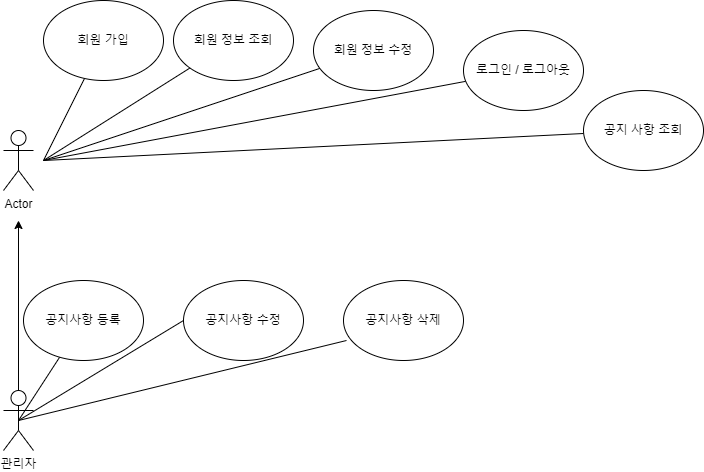 회원 가입
회원 정보 조회
회원 정보 수정
로그인 / 로그아웃
공지 사항 조회
Actor
공지사항 등록
공지사항 수정
공지사항 삭제
관리자